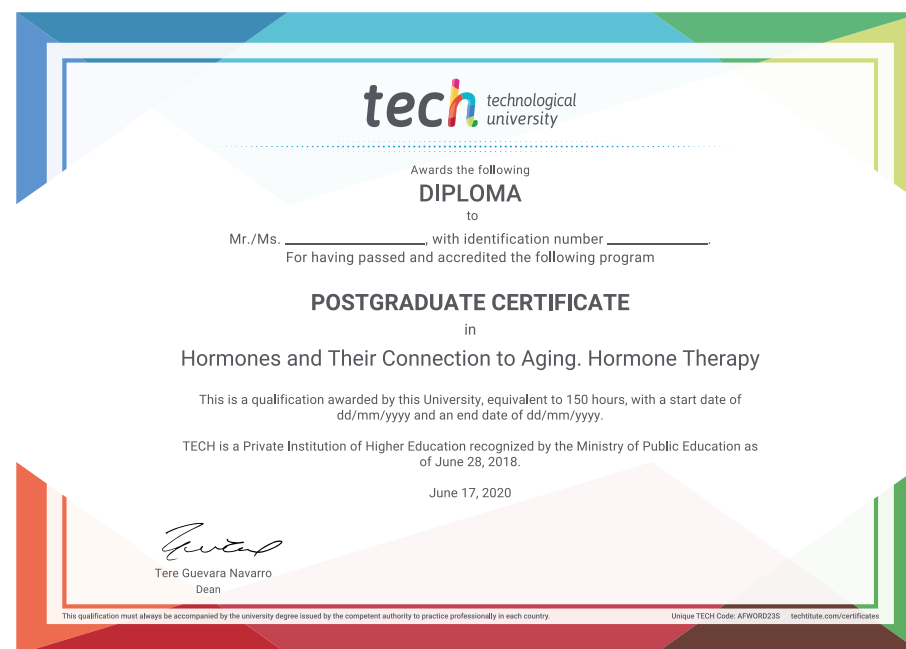 tech technological
university
Awards the following
DIPLOMA
to
Mr./Ms. ____________________, with identification number ______________.
For having passed and accredited the following program
POSTGRADUATE CERTIFICATE
in
Hormones and Their Connection to Aging. Hormone Therapy
This is a qualification awarded by this University, equivalent to 150 hours, with a start date of
dd/mm/yyyy and an end date of dd/mm/yyyy.
TECH is a Private Institution of Higher Education recognized by the Ministry of Public Education as
of June 28, 2018.
June 17, 2020
Tere Guevara Navarro
Dean
This qualification must always be accompanied by the university degree issued by the competent authority to practice professionally in each country.
Unique TECH Code: AFWORD23S techtitute.com/certificates